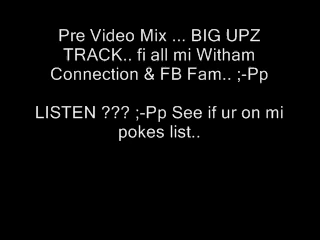 Pre Video Mix ... BIG UPZ
TRACK.. fi all mi Witham
Connection & FB Fam.. ;-Pp
LISTEN ??? ;-Pp See if ur on mi
pokes list..